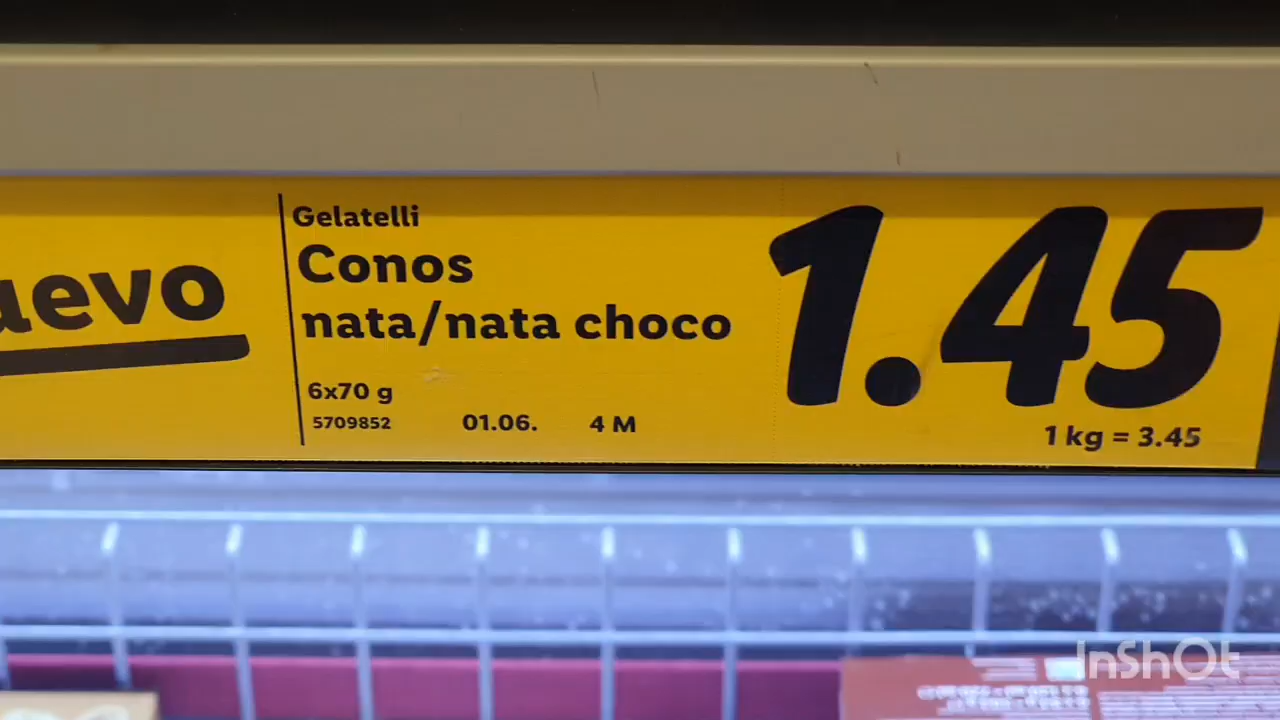 uevo
Gelatelli
Conos
nata/nata choco
6x70 g
5709852 01.06. 4 M
1.45
1 kg = 3.45
InShOt